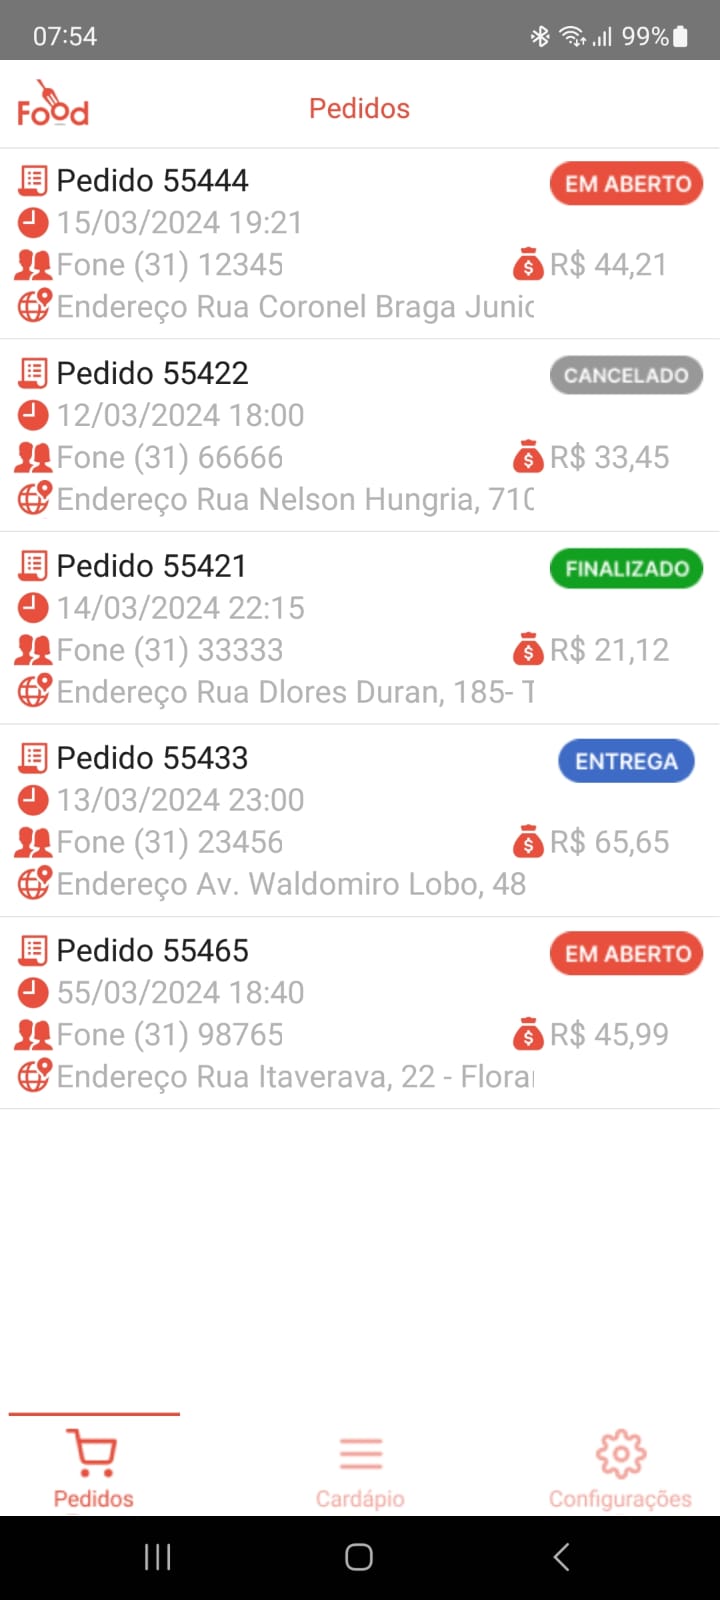 07:54
99%
Food
Pedidos
Pedido 55444
EM ABERTO
15/03/2024 19:21
Fone (31) 12345
R$ 44,21
Endereço Rua Coronel Braga Junio
Pedido 55422
CANCELADO
12/03/2024 18:00
Fone (31) 66666
R$ 33,45
Endereço Rua Nelson Hungria, 710
Pedido 55421
FINALIZADO
14/03/2024 22:15
Fone (31) 33333
R$ 21,12
Endereço Rua Dlores Duran, 185- T
Pedido 55433
ENTREGA
13/03/2024 23:00
Fone (31) 23456
R$ 65,65
Endereço Av. Waldomiro Lobo, 48
Pedido 55465
EM ABERTO
55/03/2024 18:40
Fone (31) 98765
R$ 45,99
Endereço Rua Itaverava, 22 - Flora
Pedidos
Cardápio
Configurações